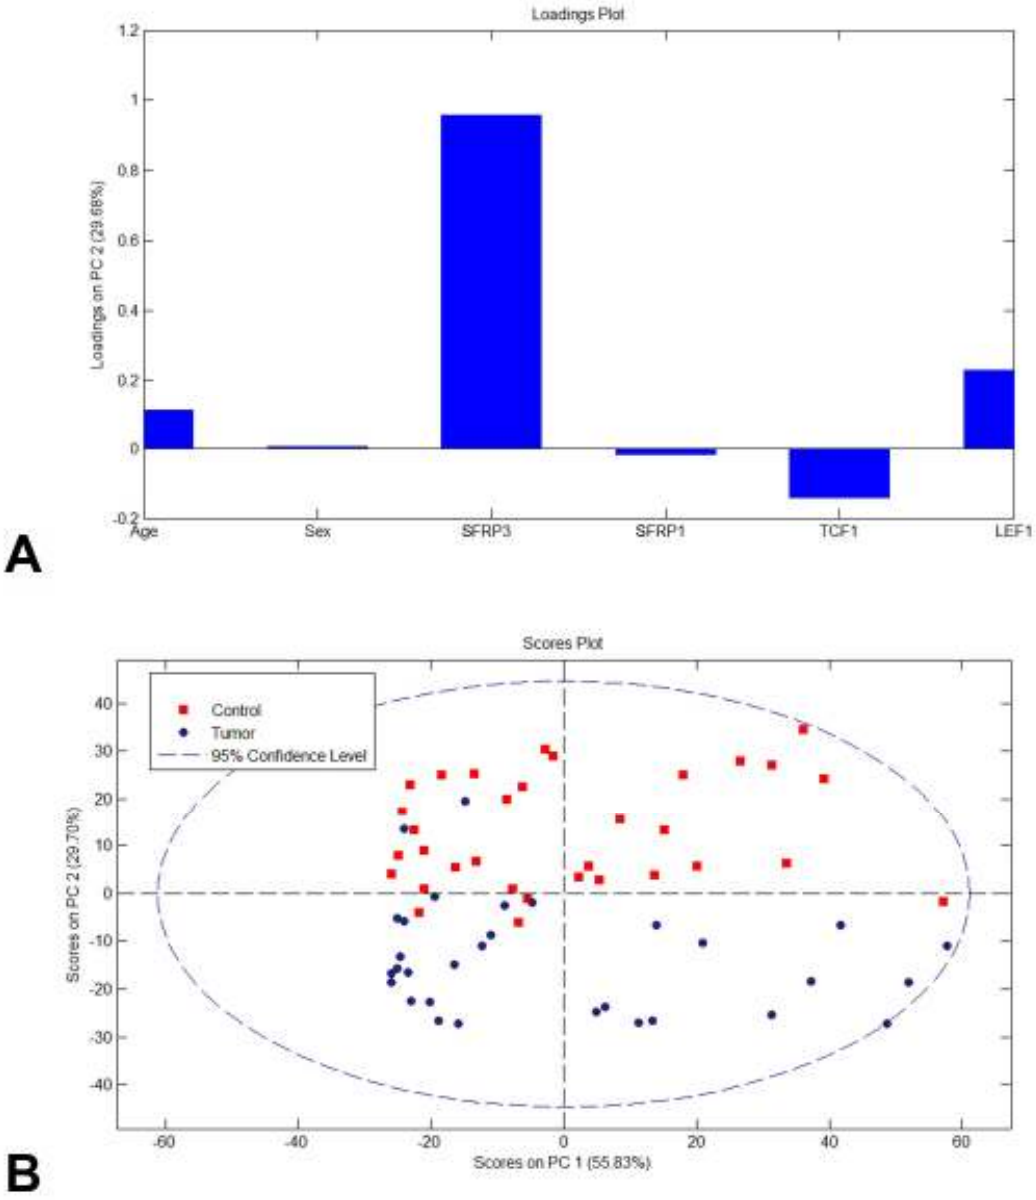 Loadings Plot
1.2
1
0.8
0.6
0.4
0.2
0
-0.2
Loadings on PC 2 (29.68%)
Age Sex SFRP3 SFRP1 TCF1 LEF1
A
Scores Plot
Control
Tumor
95% Confidence Level
40
30
20
10
0
-10
-20
-30
-40
Scores on PC 2 (29.70%)
-60 -40 -20 0 20 40 60
Scores on PC 1 (55.83%)
B